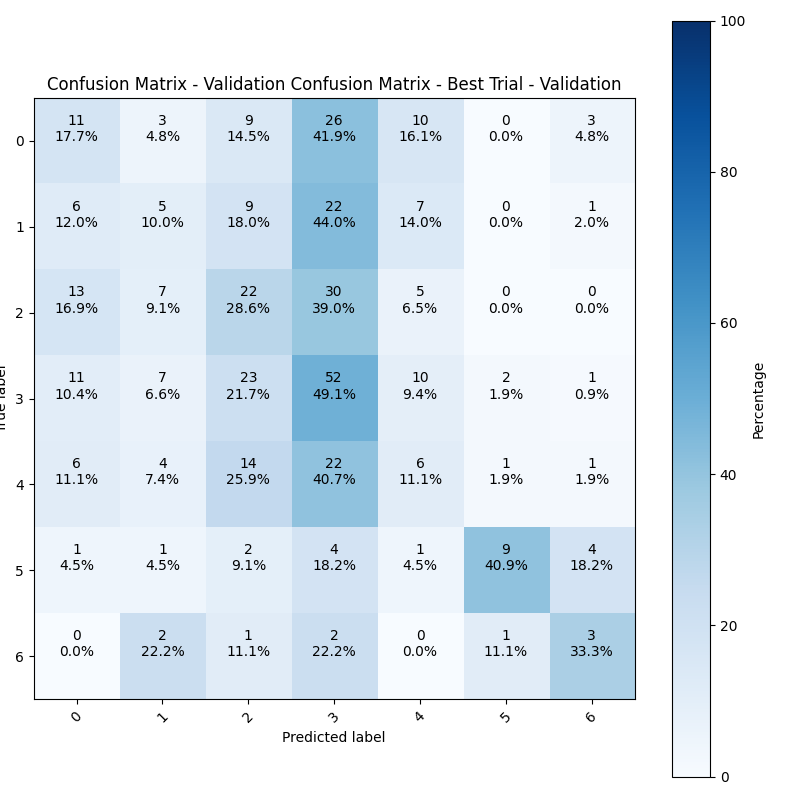 Confusion Matrix - Validation Confusion Matrix - Best Trial - Validation
100
80
60
40
20
0
Percentage
0
1
2
3
4
5
6
11 3 9 26 10 0 3
17.7% 4.8% 14.5% 41.9% 16.1% 0.0% 4.8%
6 5 9 22 7 0 1
12.0% 10.0% 18.0% 44.0% 14.0% 0.0% 2.0%
13 7 22 30 5 0 0
16.9% 9.1% 28.6% 39.0% 6.5% 0.0% 0.0%
11 7 23 52 10 2 1
10.4% 6.6% 21.7% 49.1% 9.4% 1.9% 0.9%
6 4 14 22 6 1 1
11.1% 7.4% 25.9% 40.7% 11.1% 1.9% 1.9%
1 1 2 4 1 9 4
4.5% 4.5% 9.1% 18.2% 4.5% 40.9% 18.2%
0 2 1 2 0 1 3
0.0% 22.2% 11.1% 22.2% 0.0% 11.1% 33.3%
0 1 2 3 4 5 6
Predicted label